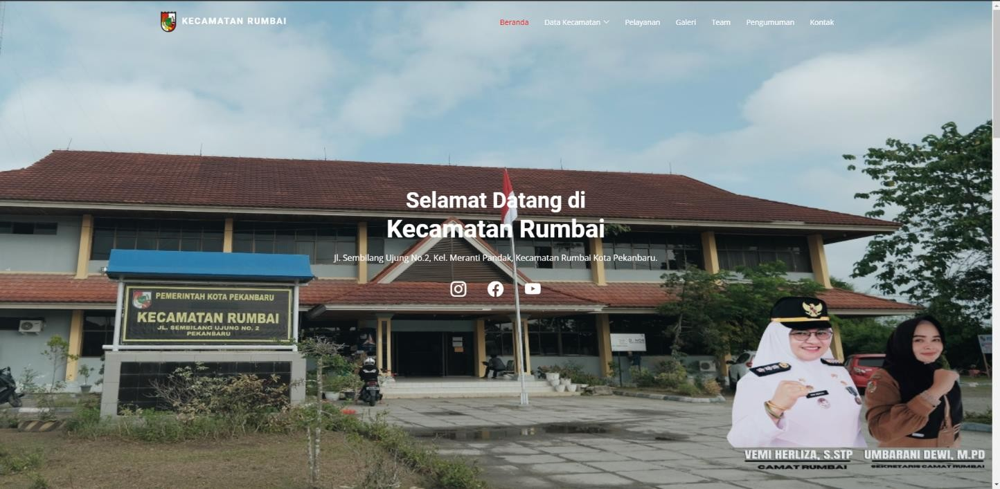 KECAMATAN RUMBAI
Beranda
Data Kecamatan
Pelayanan
Galeri
Team
Pengumuman
Kontak
Selamat Datang di
Kecamatan Rumbai
Jl. Sembilang Ujung No.2, Kel. Meranti Pandak, Kecamatan Rumbai Kota Pekanbaru.
PEMERINTAH KOTA PEKANBARU
KECAMATAN RUMBAI
JL. SEMBILANG UJUNG NO. 2
PEKANBARU
VEMI HERLIZA, S.STP
CAMAT RUMBAI
UMBARANI DEWI, M.PD
SEKRETARIS CAMAT RUMBAI